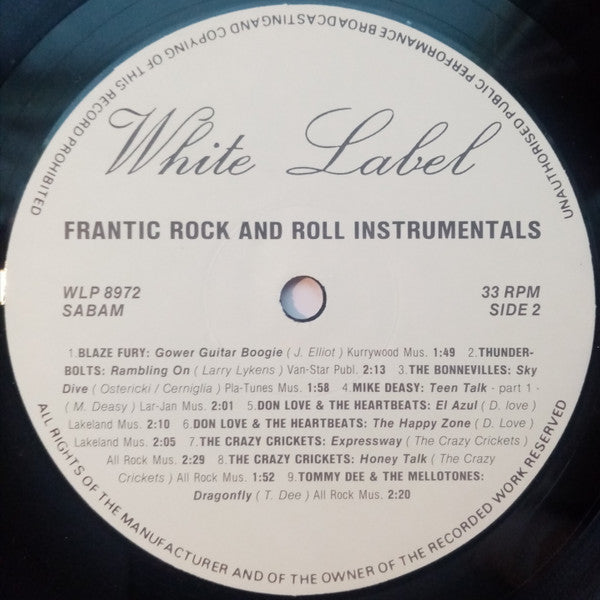 UNAUTHORISED PUBLIC PERFORMANCE BROADCASTING AND COPYING OF THIS RECORD PROHIBITED
White Label
FRANTIC ROCK AND ROLL INSTRUMENTALS
WLP 8972
SABAM
33 RPM
SIDE 2
1.BLAZE FURY: Gower Guitar Boogie ( J. Elliot ) Kurrywood Mus. 1:49 2.THUNDER-
BOLTS: Rambling On ( Larry Lykens ) Van-Star Publ. 2:13 3.THE BONNEVILLES: Sky
Dive ( Ostericki / Cerniglia ) Pla-Tunes Mus. 1:58 4.MIKE DEASY: Teen Talk - part 1 -
( M. Deasy ) Lar-Jan Mus. 2:01 5.DON LOVE & THE HEARTBEATS: El Azul ( D. love )
Lakeland Mus. 2:10 6.DON LOVE & THE HEARTBEATS: The Happy Zone ( D. Love )
Lakeland Mus. 2:05 7.THE CRAZY CRICKETS: Expressway ( The Crazy Crickets )
All Rock Mus. 2:29 8.THE CRAZY CRICKETS: Honey Talk ( The Crazy
Crickets ) All Rock Mus. 1:52 9.TOMMY DEE & THE MELLOTONES:
Dragonfly ( T. Dee ) All Rock Mus. 2:20
ALL RIGHTS OF THE MANUFACTURER AND OF THE OWNER OF THE RECORDED WORK RESERVED